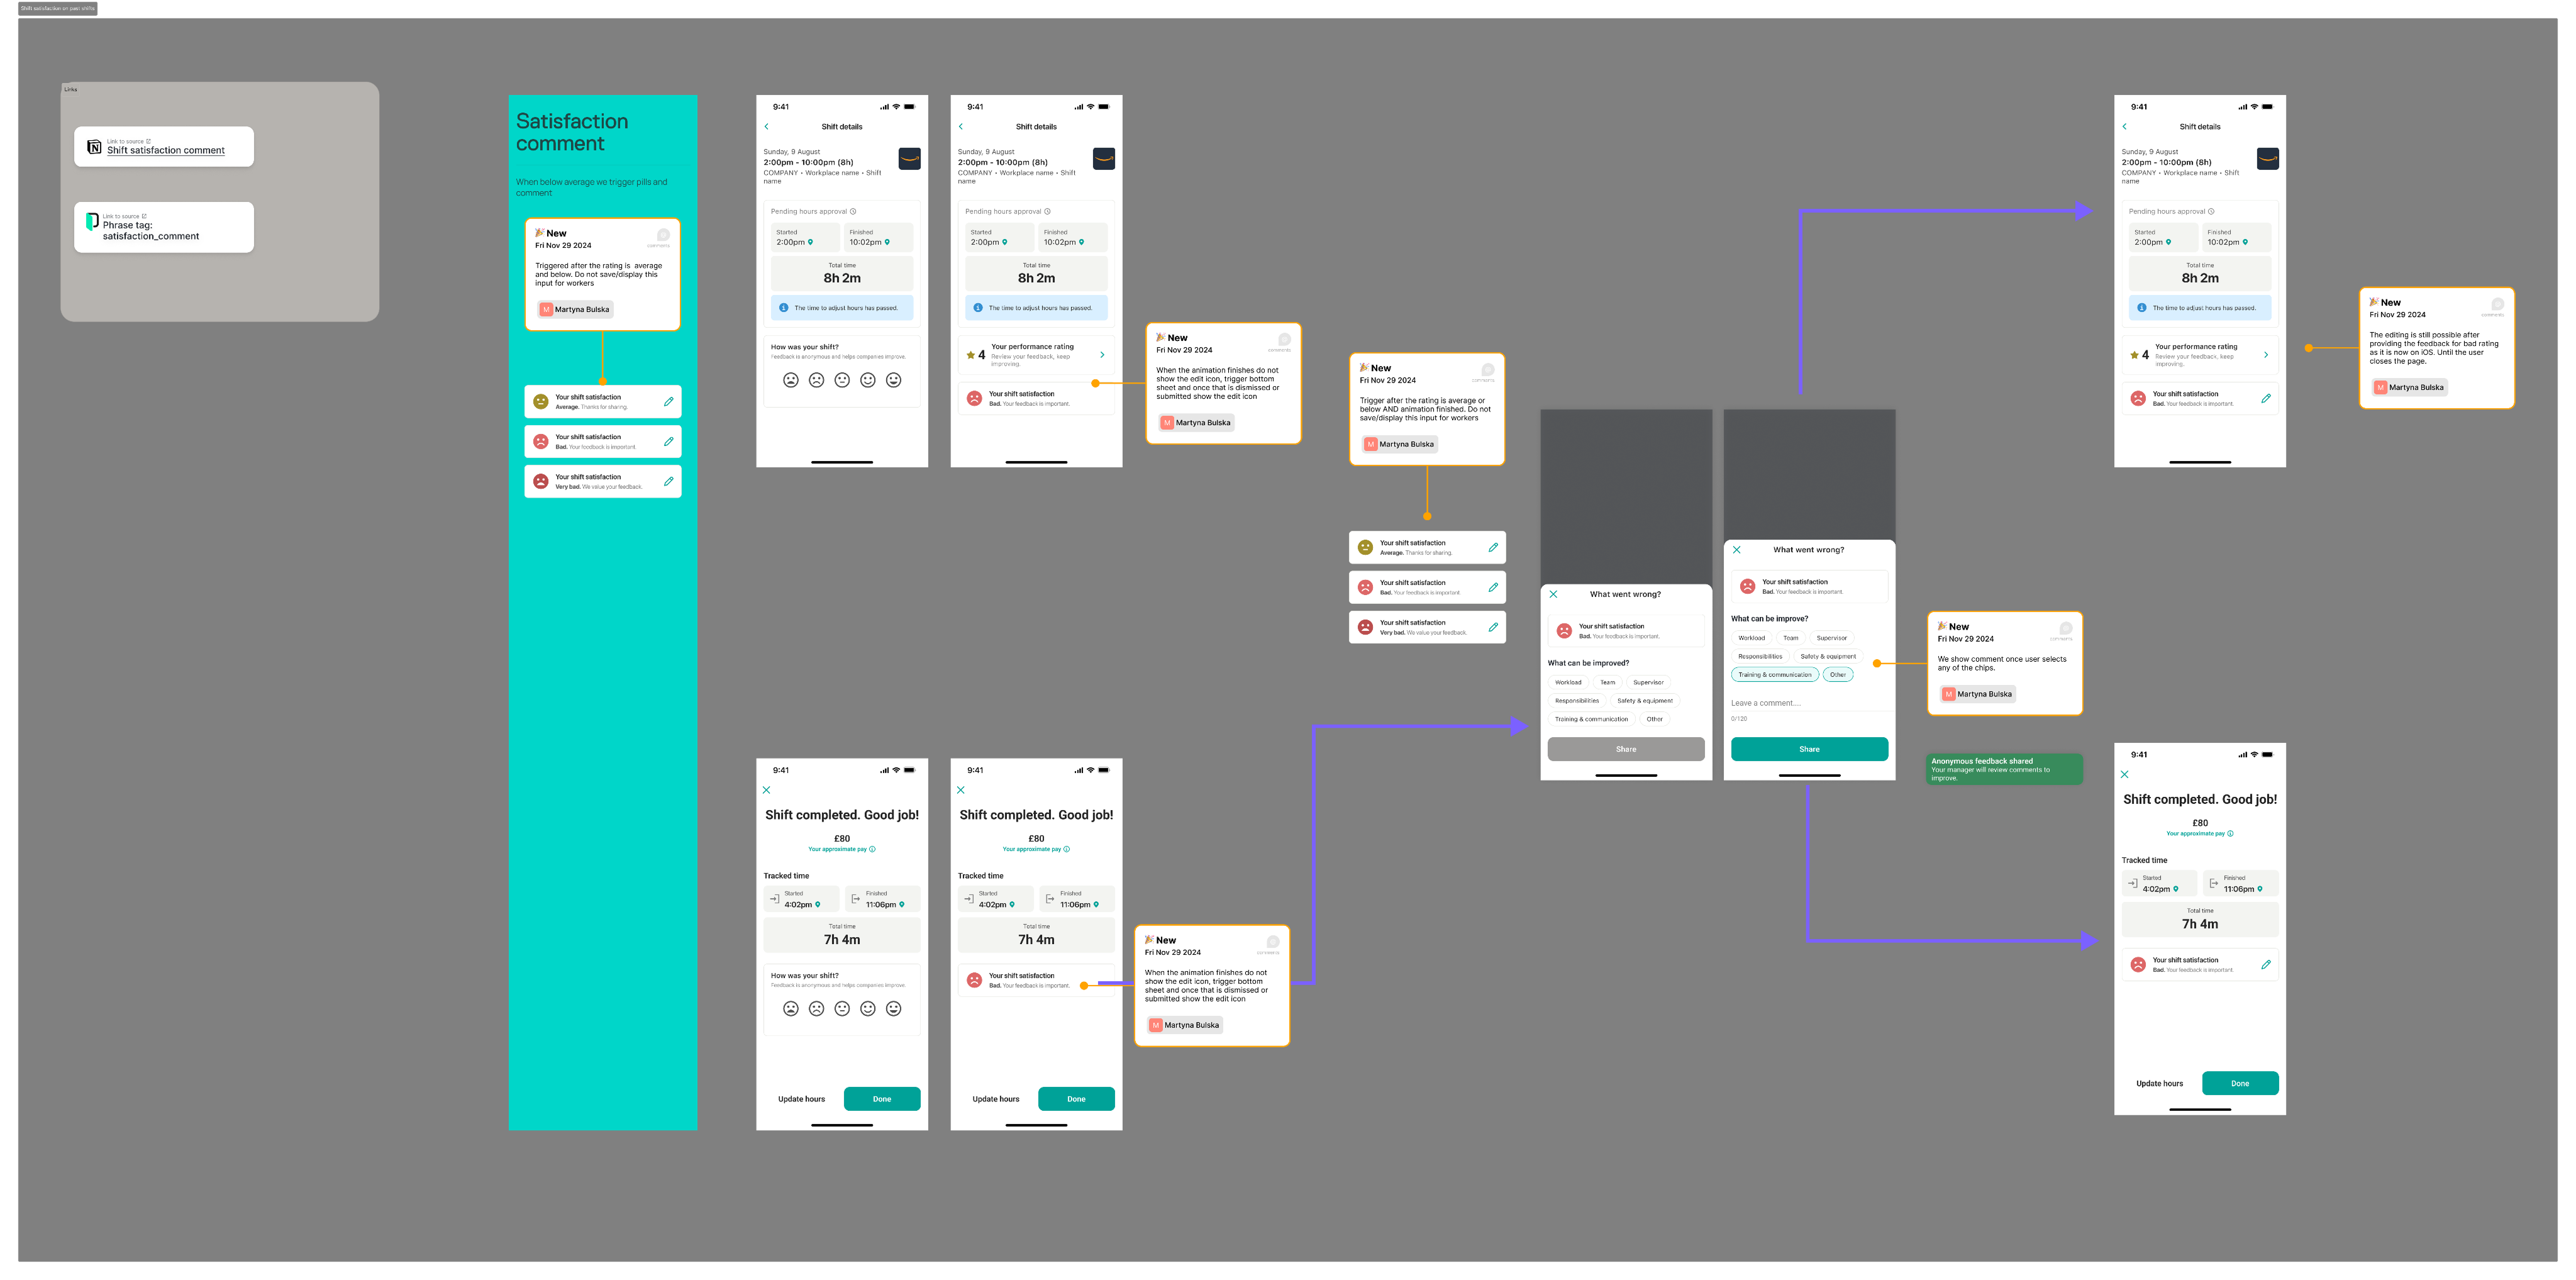 Shift satisfaction on past shifts
Links
Link to source
Shift satisfaction comment
Link to source
Phrase tag:
satisfaction_comment
Satisfaction
comment
When below average we trigger pills and
comment
🎉 New
Fri Nov 29 2024
comments
Triggered after the rating is average
and below. Do not save/display this
input for workers
M Martyna Bulska
Your shift satisfaction
Average. Thanks for sharing.
Your shift satisfaction
Bad. Your feedback is important.
Your shift satisfaction
Very bad. We value your feedback.
9:41
Shift details
Sunday, 9 August
2:00pm - 10:00pm (8h)
COMPANY • Workplace name • Shift
name
Pending hours approval
Started
2:00pm
Finished
10:02pm
Total time
8h 2m
The time to adjust hours has passed.
How was your shift?
Feedback is anonymous and helps companies improve.
9:41
Shift details
Sunday, 9 August
2:00pm - 10:00pm (8h)
COMPANY • Workplace name • Shift
name
Pending hours approval
Started
2:00pm
Finished
10:02pm
Total time
8h 2m
The time to adjust hours has passed.
4
Your performance rating
Review your feedback, keep
improving.
Your shift satisfaction
Bad. Your feedback is important.
🎉 New
Fri Nov 29 2024
comments
When the animation finishes do not
show the edit icon, trigger bottom
sheet and once that is dismissed or
submitted show the edit icon
M Martyna Bulska
🎉 New
Fri Nov 29 2024
comments
Trigger after the rating is average or
below AND animation finished. Do not
save/display this input for workers
M Martyna Bulska
Your shift satisfaction
Average. Thanks for sharing.
Your shift satisfaction
Bad. Your feedback is important.
Your shift satisfaction
Very bad. We value your feedback.
What went wrong?
Your shift satisfaction
Bad. Your feedback is important.
What can be improved?
Workload
Team
Supervisor
Responsibilities
Safety & equipment
Training & communication
Other
Share
What went wrong?
Your shift satisfaction
Bad. Your feedback is important.
What can be improve?
Workload
Team
Supervisor
Responsibilities
Safety & equipment
Training & communication
Other
Leave a comment....
0/120
Share
🎉 New
Fri Nov 29 2024
comments
We show comment once user selects
any of the chips.
M Martyna Bulska
Anonymous feedback shared
Your manager will review comments to
improve.
9:41
Shift details
Sunday, 9 August
2:00pm - 10:00pm (8h)
COMPANY • Workplace name • Shift
name
Pending hours approval
Started
2:00pm
Finished
10:02pm
Total time
8h 2m
The time to adjust hours has passed.
4
Your performance rating
Review your feedback, keep
improving.
Your shift satisfaction
Bad. Your feedback is important.
🎉 New
Fri Nov 29 2024
comments
The editing is still possible after
providing the feedback for bad rating
as it is now on iOS. Until the user
closes the page.
M Martyna Bulska
9:41
Shift completed. Good job!
£80
Your approximate pay
Tracked time
Started
4:02pm
Finished
11:06pm
Total time
7h 4m
How was your shift?
Feedback is anonymous and helps companies improve.
Update hours
Done
9:41
Shift completed. Good job!
£80
Your approximate pay
Tracked time
Started
4:02pm
Finished
11:06pm
Total time
7h 4m
Your shift satisfaction
Bad. Your feedback is important.
Update hours
Done
🎉 New
Fri Nov 29 2024
comments
When the animation finishes do not
show the edit icon, trigger bottom
sheet and once that is dismissed or
submitted show the edit icon
M Martyna Bulska
9:41
Shift completed. Good job!
£80
Your approximate pay
Tracked time
Started
4:02pm
Finished
11:06pm
Total time
7h 4m
Your shift satisfaction
Bad. Your feedback is important.
Update hours
Done